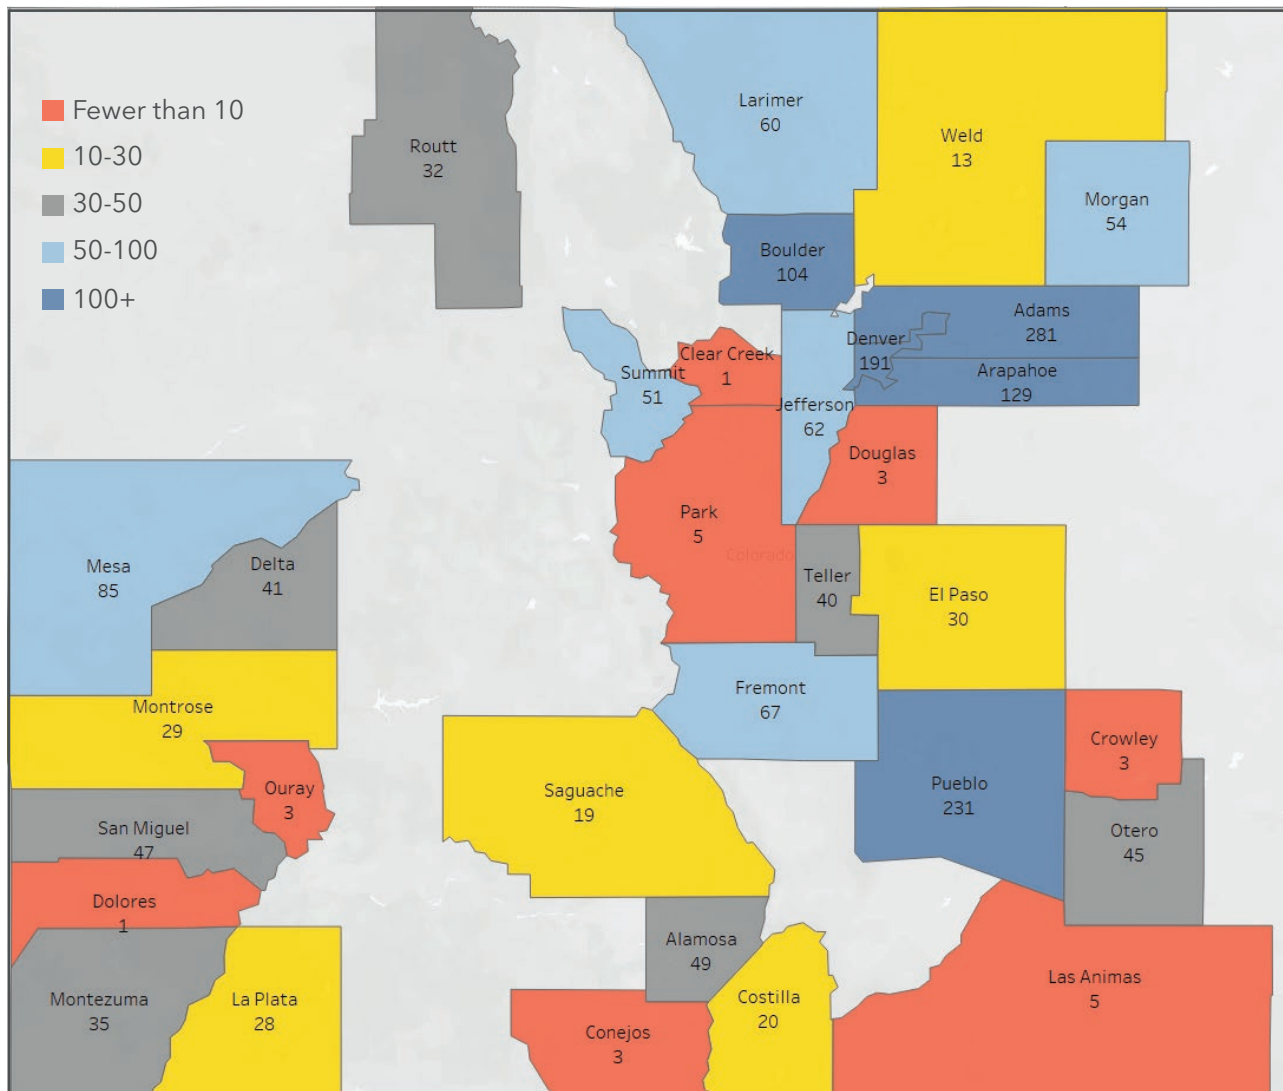 Fewer than 10
10-30
30-50
50-100
100+
Routt
32
Larimer
60
Weld
13
Morgan
54
Boulder
104
Adams
281
Denver
191
Arapahoe
129
Clear Creek
1
Summit
51
Jefferson
62
Douglas
3
Park
5
Colorado
Mesa
85
Delta
41
Teller
40
El Paso
30
Montrose
29
Fremont
67
Ouray
3
Saguache
19
Pueblo
231
Crowley
3
San Miguel
47
Otero
45
Dolores
1
Alamosa
49
Montezuma
35
La Plata
28
Conejos
3
Costilla
20
Las Animas
5